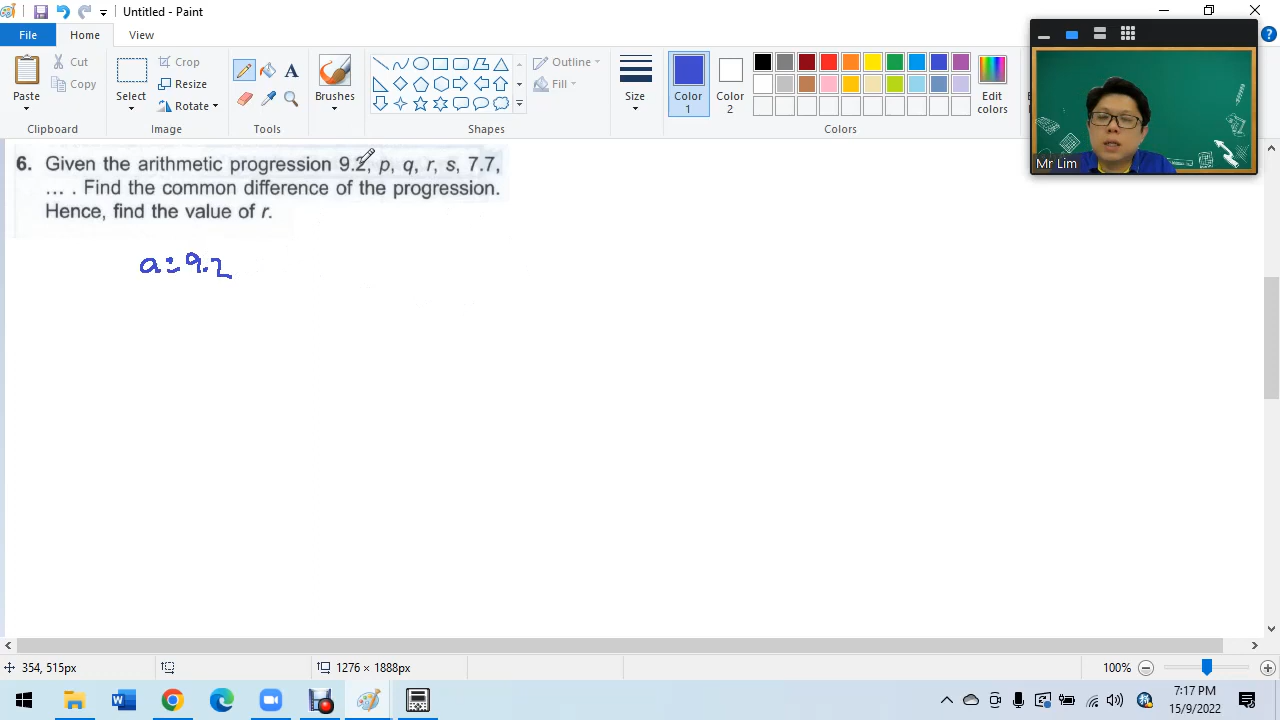 Untitled - Paint
File
Home
View
Paste
Cut
Copy
Clipboard
Select
Crop
Resize
Rotate
Image
Tools
Brushes
Shapes
Outline
Fill
Size
Color 1
Color 2
Edit colors
Colors
Mr Lim
6. Given the arithmetic progression 9.2, p, q, r, s, 7.7,
... . Find the common difference of the progression.
Hence, find the value of r.
a = 9.2
354, 515px
1276 × 1888px
100%
7:17 PM
15/9/2022